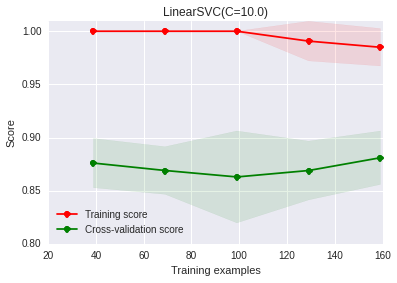 LinearSVC(C=10.0)
1.00
0.95
0.90
0.85
0.80
Score
Training score
Cross-validation score
20 40 60 80 100 120 140 160
Training examples